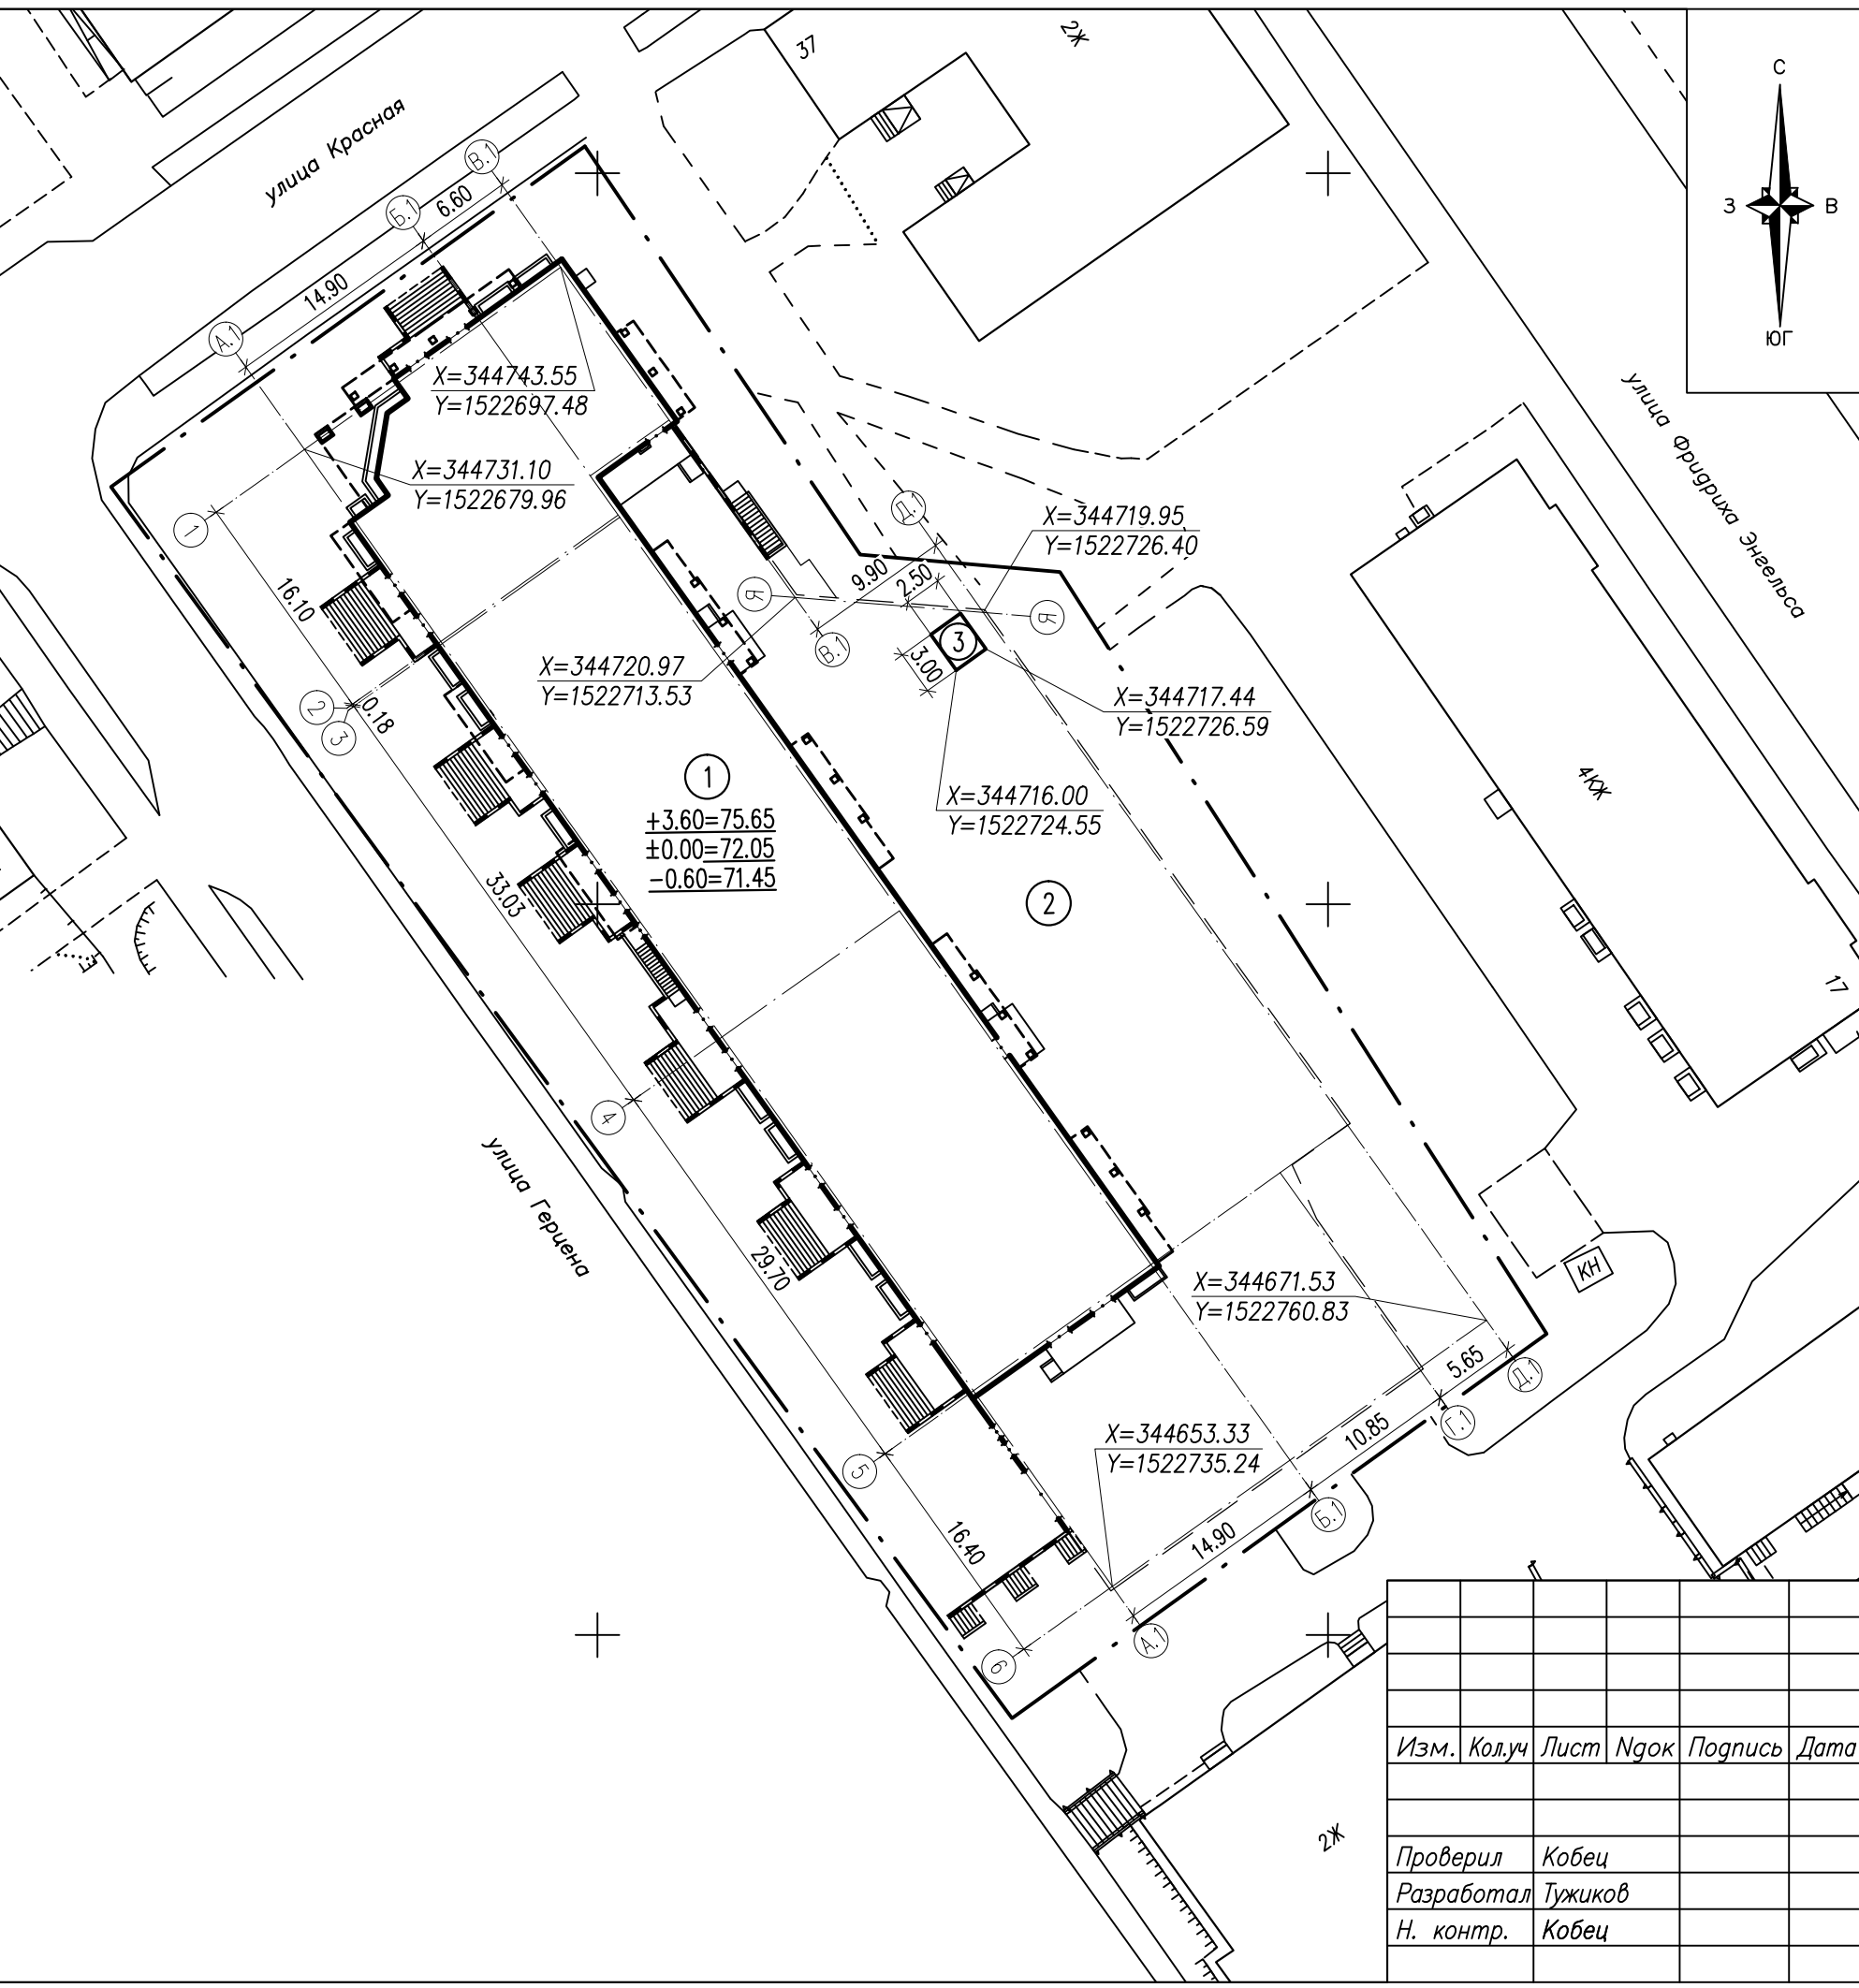 37
2Ж
С
З
В
ЮГ
улица Красная
В.1
Б.1
6.60
14.90
А.1
X=344743.55
Y=1522697.48
X=344731.10
Y=1522679.96
1
16.10
Д.1
X=344719.95
Y=1522726.40
9.90
2.50
Я
Я
В.1
3
3.00
улица Фридриха Энгельса
X=344720.97
Y=1522713.53
X=344717.44
Y=1522726.59
2
3
0.18
1
+3.60=75.65
±0.00=72.05
-0.60=71.45
X=344716.00
Y=1522724.55
4КЖ
2
33.03
17
4
улица Герцена
29.70
КН
X=344671.53
Y=1522760.83
5.65
Д.1
Г.1
10.85
X=344653.33
Y=1522735.24
5
Б.1
14.90
16.40
А.1
6
2Ж
Изм. Кол.уч Лист Nдок Подпись Дата
Проверил Кобец
Разработал Тужиков
Н. контр. Кобец